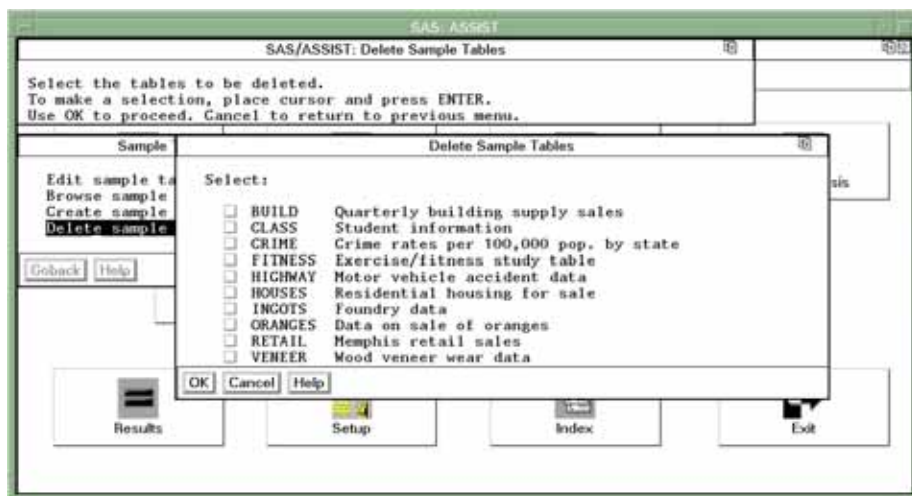 SAS: ASSIST
SAS/ASSIST: Delete Sample Tables
Select the tables to be deleted.
To make a selection, place cursor and press ENTER.
Use OK to proceed. Cancel to return to previous menu.
Sample
Edit sample ta
Browse sample
Create sample
Delete sample
Goback Help
sis
Delete Sample Tables
Select:
BUILD Quarterly building supply sales
CLASS Student information
CRIME Crime rates per 100,000 pop. by state
FITNESS Exercise/fitness study table
HIGHWAY Motor vehicle accident data
HOUSES Residential housing for sale
INGOTS Foundry data
ORANGES Data on sale of oranges
RETAIL Memphis retail sales
VENEER Wood veneer wear data
OK Cancel Help
Results Setup Index Exit